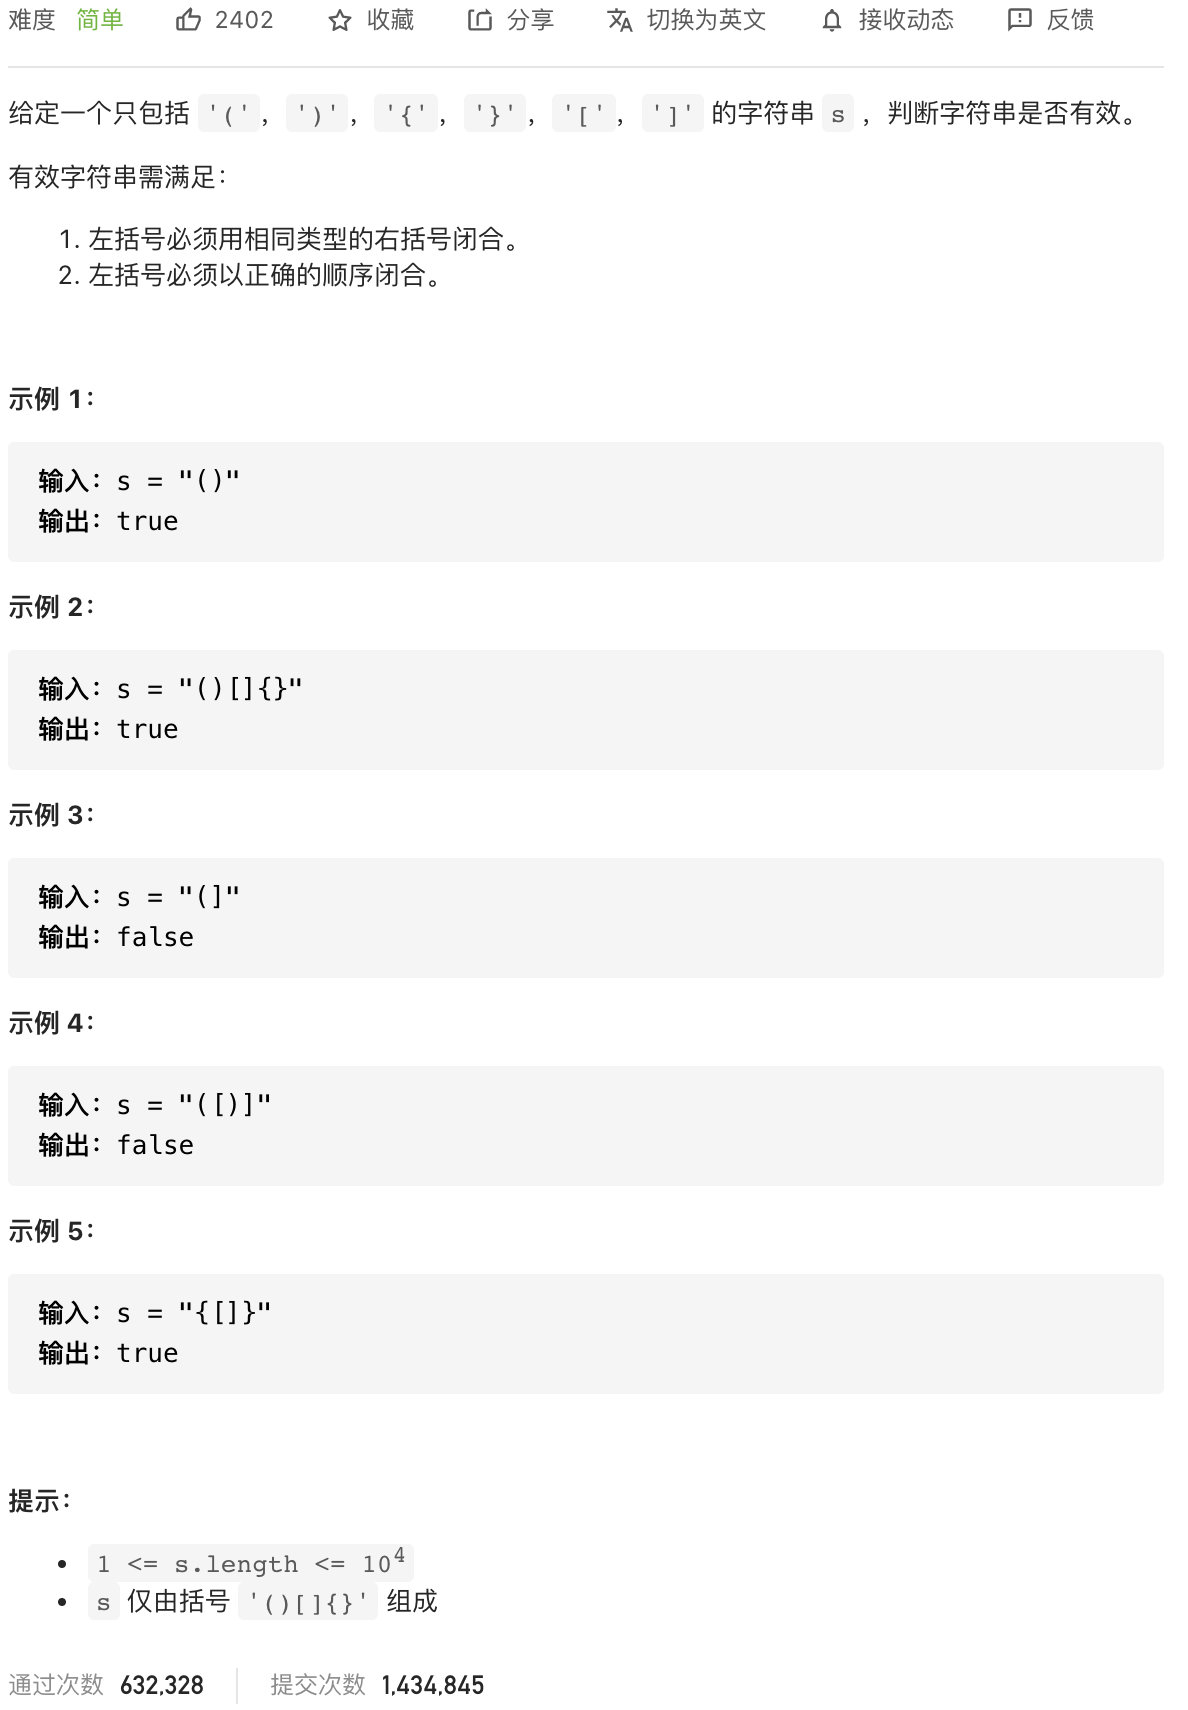 难度 简单 2402 收藏 分享 切换为英文 接收动态 反馈
给定一个只包括 '('，')'，'{'，'}'，'['，']' 的字符串 s ，判断字符串是否有效。
有效字符串需满足：
1. 左括号必须用相同类型的右括号闭合。
2. 左括号必须以正确的顺序闭合。
示例 1：
输入：s = "()"
输出：true
示例 2：
输入：s = "()[]{}"
输出：true
示例 3：
输入：s = "(]"
输出：false
示例 4：
输入：s = "([)]"
输出：false
示例 5：
输入：s = "{[]}"
输出：true
提示：
• 1 <= s.length <= 10⁴
• s 仅由括号 '()[]{}' 组成
通过次数 632,328 提交次数 1,434,845